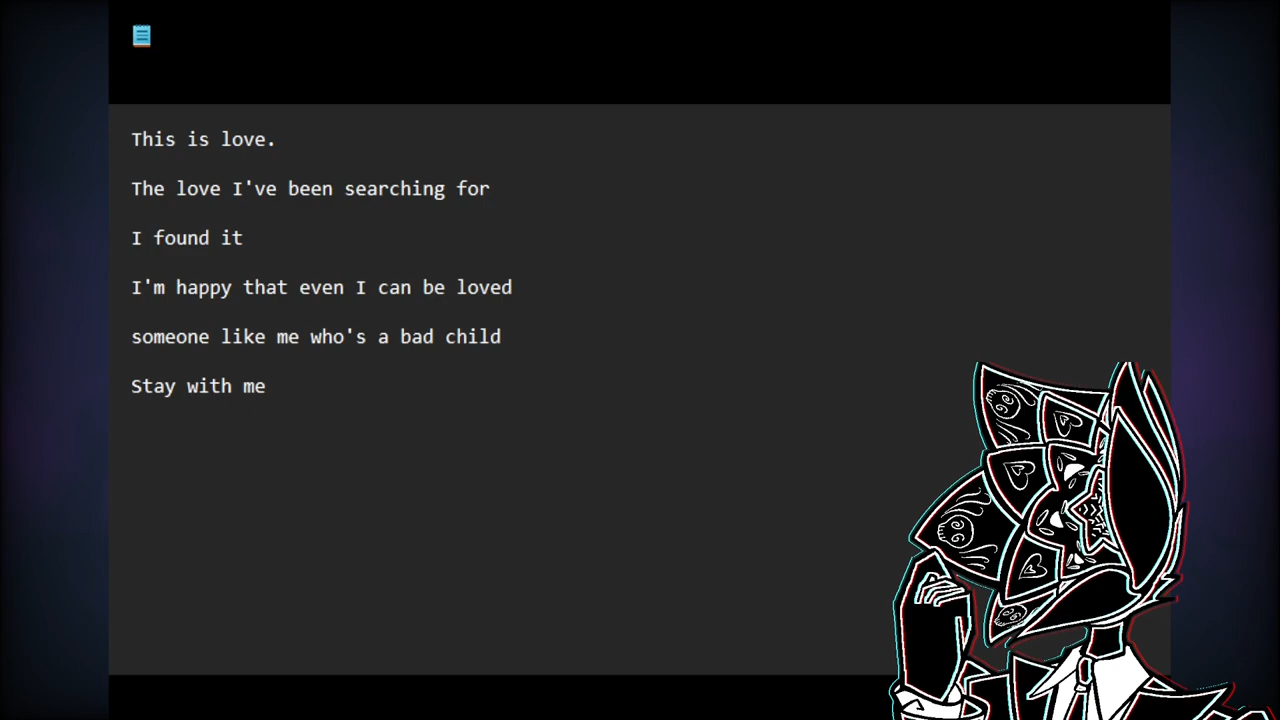 This is love.
The love I've been searching for
I found it
I'm happy that even I can be loved
someone like me who's a bad child
Stay with me